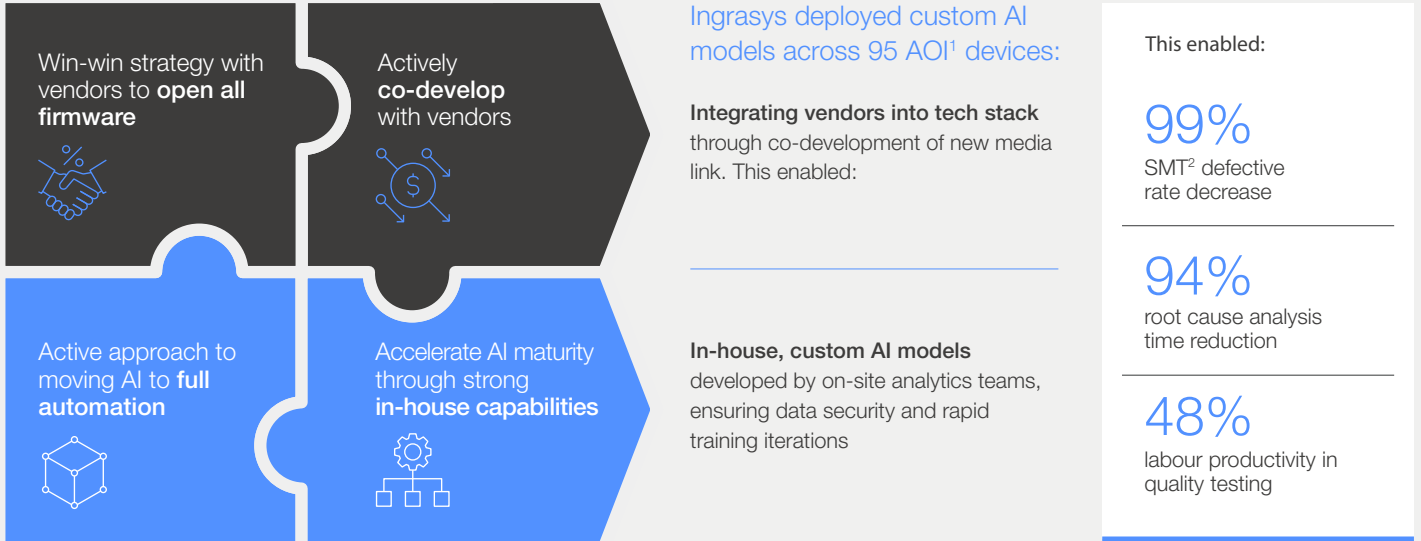 Win-win strategy with
vendors to open all
firmware
Actively
co-develop
with vendors
Active approach to
moving AI to full
automation
Accelerate AI maturity
through strong
in-house capabilities
Ingrasys deployed custom AI
models across 95 AOI¹ devices:
Integrating vendors into tech stack
through co-development of new media
link. This enabled:
In-house, custom AI models
developed by on-site analytics teams,
ensuring data security and rapid
training iterations
This enabled:
99%
SMT² defective
rate decrease
94%
root cause analysis
time reduction
48%
labour productivity in
quality testing